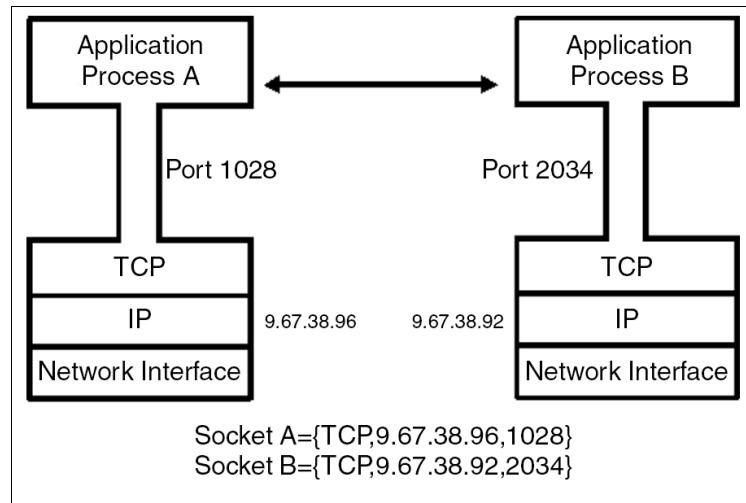 Application
Process A
Application
Process B
Port 1028
Port 2034
TCP
TCP
IP
9.67.38.96
9.67.38.92
IP
Network Interface
Network Interface
Socket A={TCP,9.67.38.96,1028}
Socket B={TCP,9.67.38.92,2034}